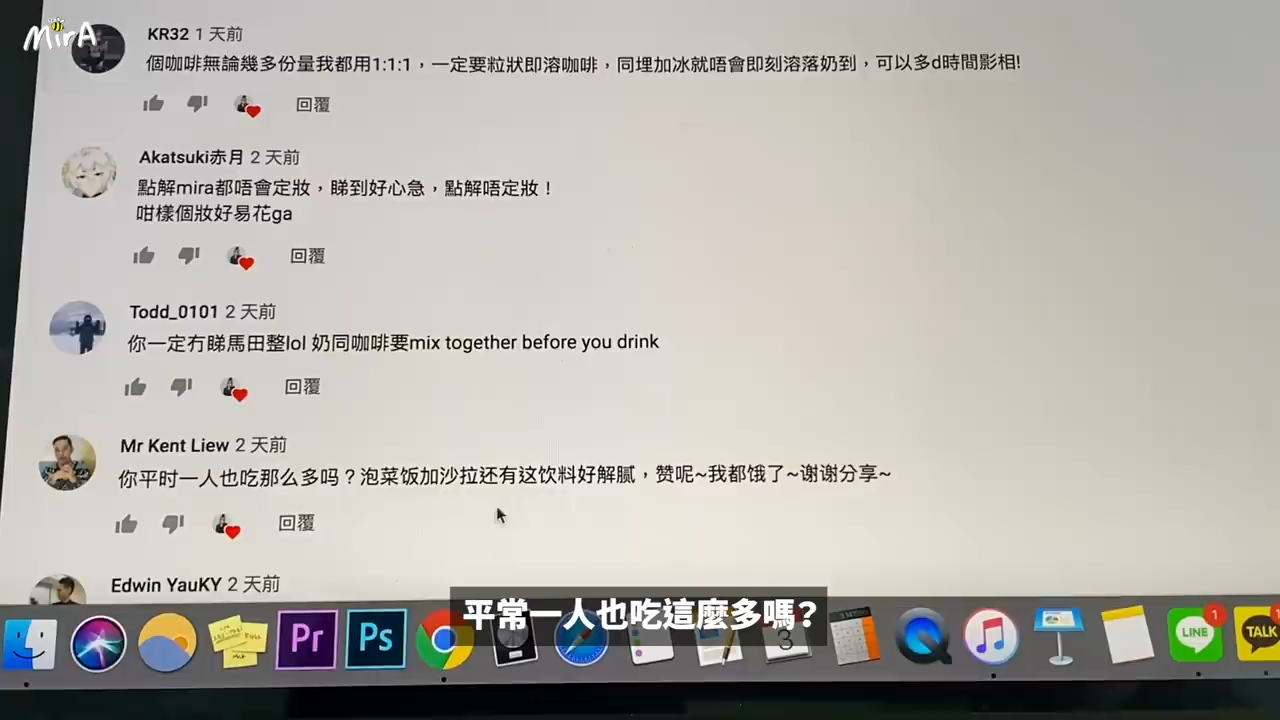 MirA
KR32 1 天前
個咖啡無論幾多份量我都用1:1:1，一定要粒狀即溶咖啡，同埋加冰就唔會即刻溶落奶到，可以多d時間影相!
回覆
Akatsuki赤月 2 天前
點解mira都唔會定妝，睇到好心急，點解唔定妝！
咁樣個妝好易花ga
回覆
Todd_0101 2 天前
你一定冇睇馬田整lol 奶同咖啡要mix together before you drink
回覆
Mr Kent Liew 2 天前
你平时一人也吃那么多吗？泡菜饭加沙拉还有这饮料好解腻，赞呢~我都饿了~谢谢分享~
回覆
Edwin YauKY 2 天前
平常一人也吃這麼多嗎?
Pr
Ps
3
LINE
1
TALK